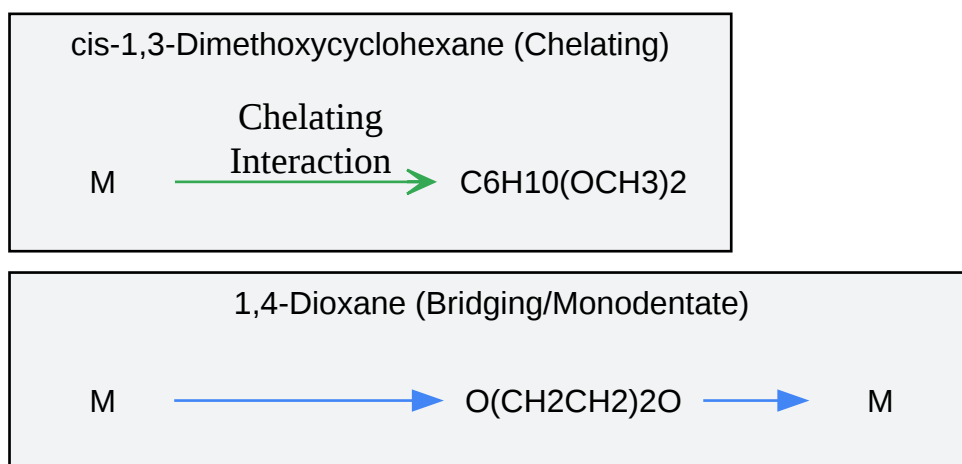 cis-1,3-Dimethoxycyclohexane (Chelating)
Chelating
Interaction
M C6H10(OCH3)2
1,4-Dioxane (Bridging/Monodentate)
M O(CH2CH2)2O M